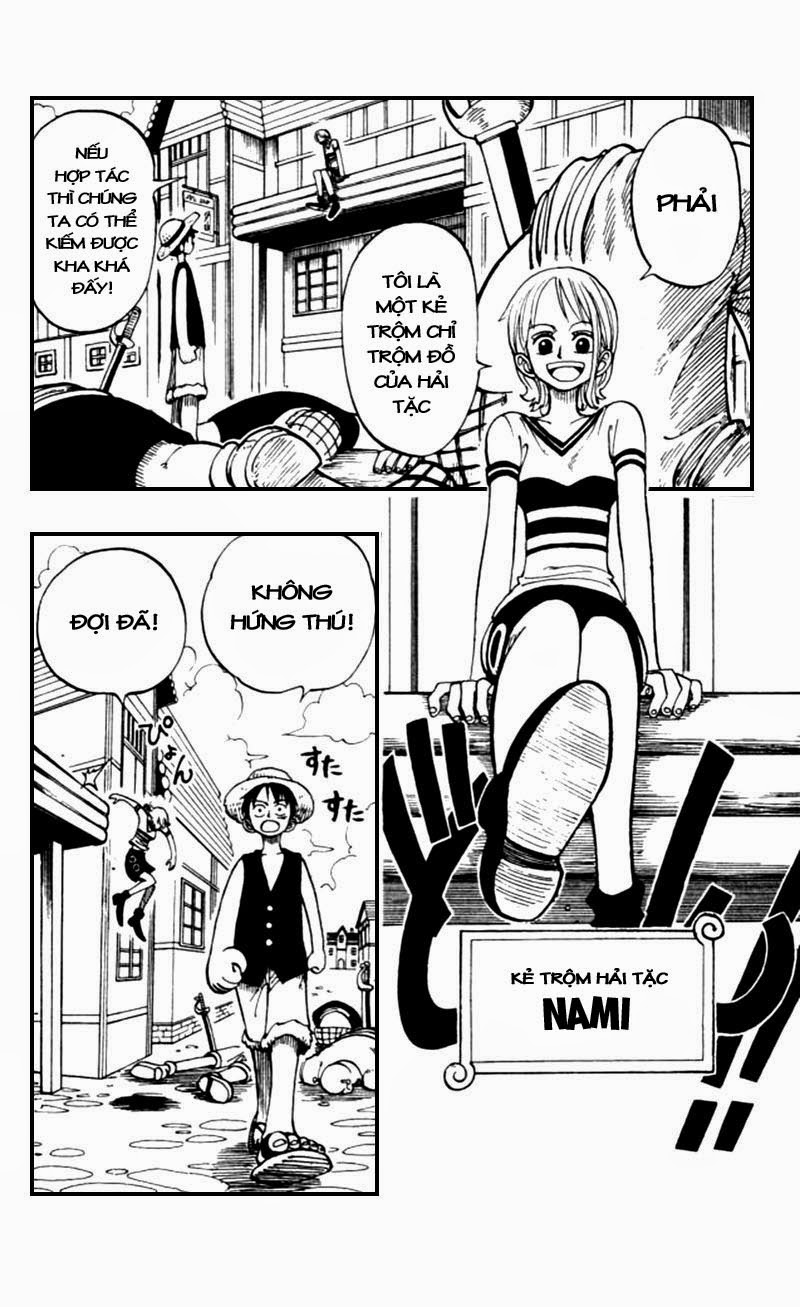 PHẢI
TÔI LÀ
MỘT KẺ
TRỘM CHỈ
TRỘM ĐỒ
CỦA HẢI
TẶC
NẾU
HỢP TÁC
THÌ CHÚNG
TA CÓ THỂ
KIẾM ĐƯỢC
KHA KHÁ
ĐẤY!
KẺ TRỘM HẢI TẶC
NAMI
KHÔNG
HỨNG THÚ!
ĐỢI ĐÃ!
すた
すた
ぴょん